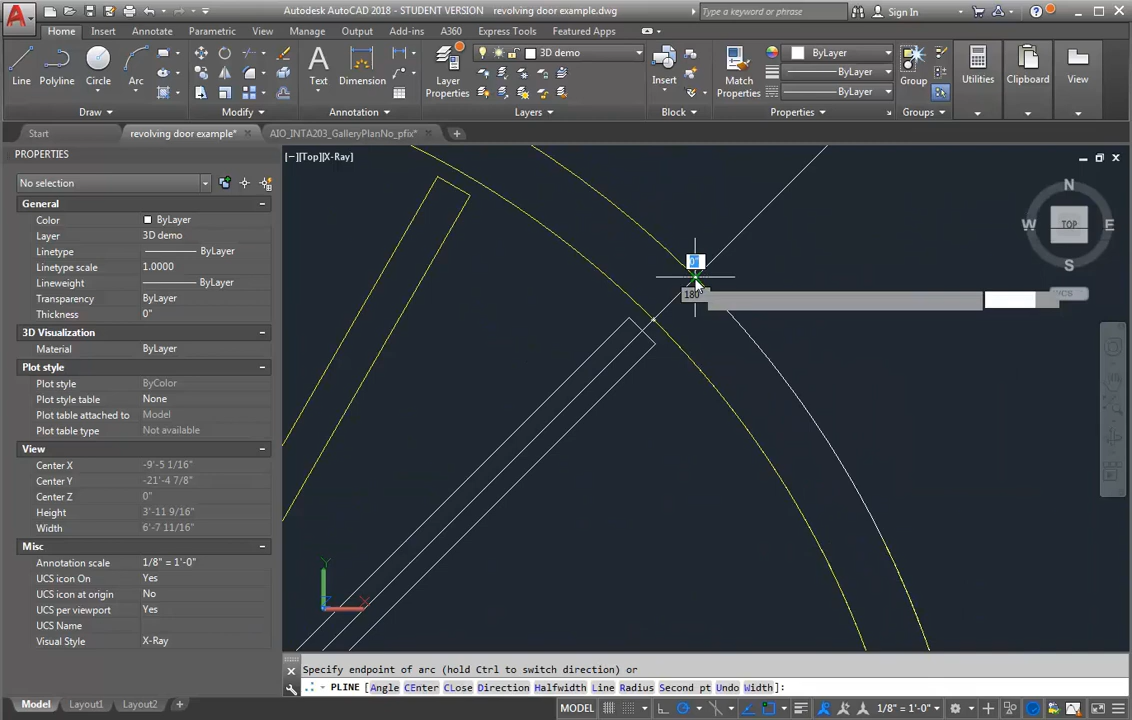 Autodesk AutoCAD 2018 - STUDENT VERSION revolving door example.dwg Type a keyword or phrase Sign In
Home Insert Annotate Parametric View Manage Output Add-ins A360 Express Tools Featured Apps
3D demo ByLayer
ByLayer
ByLayer
Line Polyline Circle Arc Text Dimension Layer Properties Insert Match Properties Group Utilities Clipboard View
Draw Modify Annotation Layers Block Properties Groups
Start revolving door example* AIO_INTA203_GalleryPlanNo_pfix*
PROPERTIES
No selection
General
Color ByLayer
Layer 3D demo
Linetype ByLayer
Linetype scale 1.0000
Lineweight ByLayer
Transparency ByLayer
Thickness 0"
3D Visualization
Material ByLayer
Plot style
Plot style ByColor
Plot style table None
Plot table attached to Model
Plot table type Not available
View
Center X -9'-5 1/16"
Center Y -21'-4 7/8"
Center Z 0"
Height 3'-11 9/16"
Width 6'-7 11/16"
Misc
Annotation scale 1/8" = 1'-0"
UCS icon On Yes
UCS icon at origin No
UCS per viewport Yes
UCS Name
Visual Style X-Ray
[−][Top][X-Ray]
N
W TOP E
S
WCS
0"
180°
Y
X
Specify endpoint of arc (hold Ctrl to switch direction) or
PLINE [Angle CEnter CLose Direction Halfwidth Line Radius Second pt Undo Width]:
Model Layout1 Layout2 + MODEL 1/8" = 1'-0"